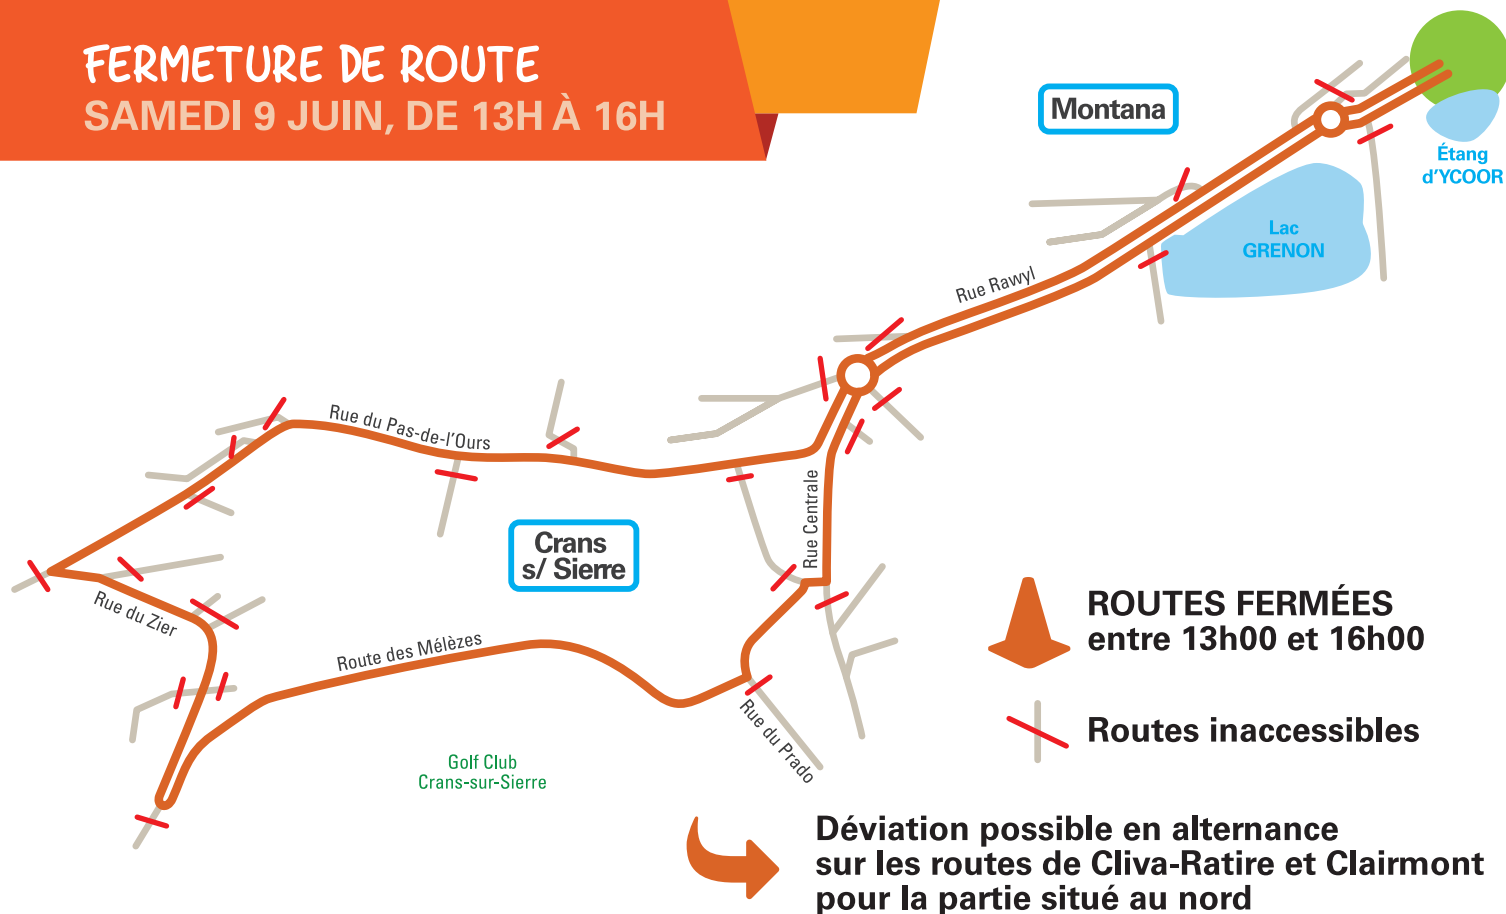 FERMETURE DE ROUTE
SAMEDI 9 JUIN, DE 13H À 16H
Montana
Étang
d'YCOOR
Lac
GRENON
Rue Rawyl
Rue du Pas-de-l'Ours
Rue Centrale
Crans
s/ Sierre
Rue du Zier
Route des Mélèzes
Rue du Prado
Golf Club
Crans-sur-Sierre
ROUTES FERMÉES
entre 13h00 et 16h00
Routes inaccessibles
Déviation possible en alternance
sur les routes de Cliva-Ratire et Clairmont
pour la partie situé au nord